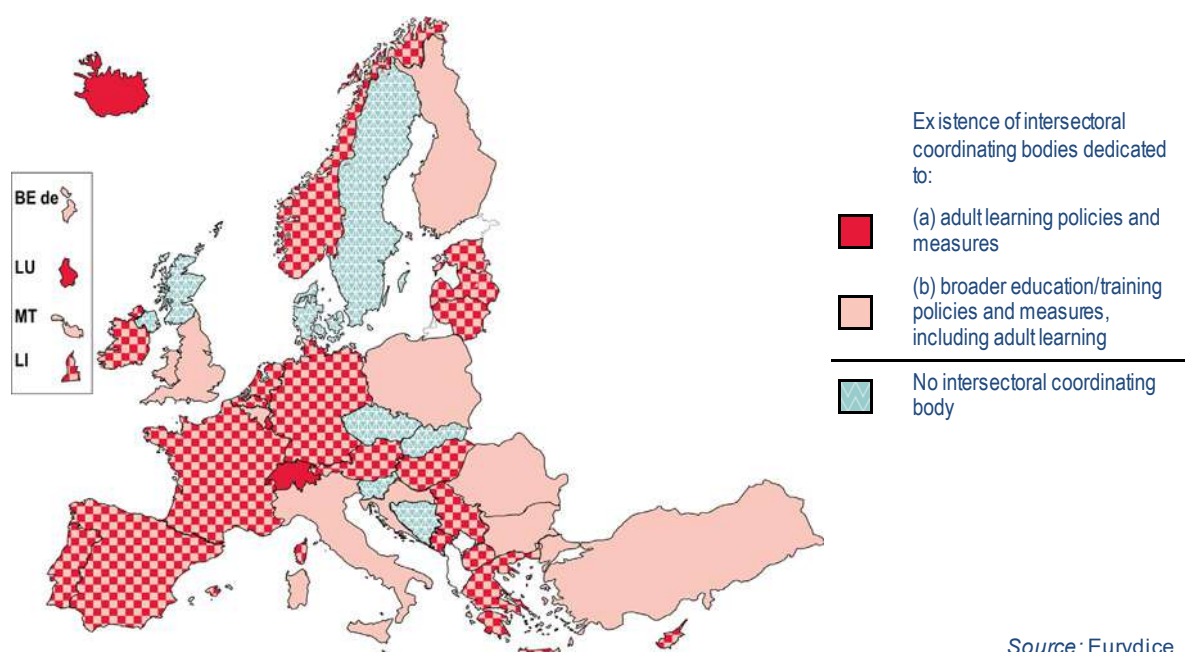 BE de
LU
MT
LI
Existence of intersectoral
coordinating bodies dedicated
to:
(a) adult learning policies and
measures
(b) broader education/training
policies and measures,
including adult learning
No intersectoral coordinating
body
Source: Eurydice